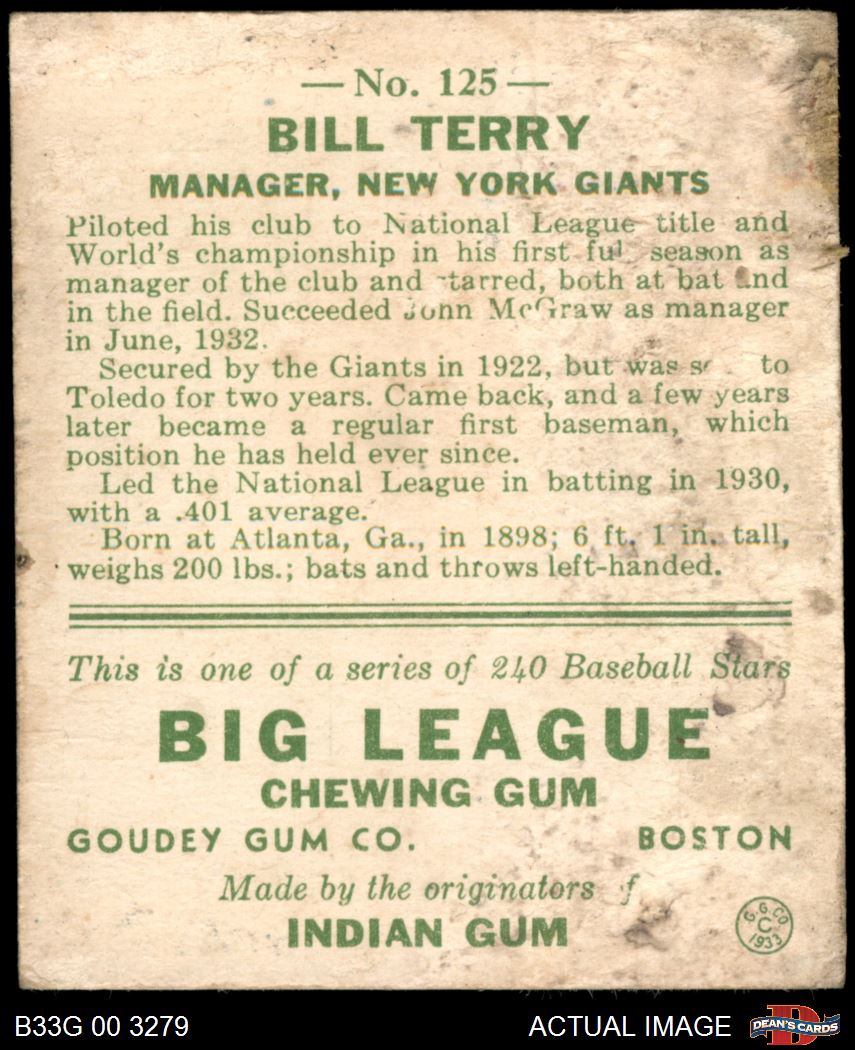 — No. 125 —
BILL TERRY
MANAGER, NEW YORK GIANTS
Piloted his club to National League title and
World's championship in his first season as
manager of the club and starred, both at bat and
in the field. Succeeded John McGraw as manager
in June, 1932.
Secured by the Giants in 1922, but was to
Toledo for two years. Came back, and a few years
later became a regular first baseman, which
position he has held ever since.
Led the National League in batting in 1930,
with a .401 average.
Born at Atlanta, Ga., in 1898; 6 ft. 1 in. tall,
weighs 200 lbs.; bats and throws left-handed.
This is one of a series of 240 Baseball Stars
BIG LEAGUE
CHEWING GUM
GOUDEY GUM CO. BOSTON
Made by the originators
INDIAN GUM
G.G.CO
C
1933
B33G 00 3279 ACTUAL IMAGE D DEAN'S CARDS